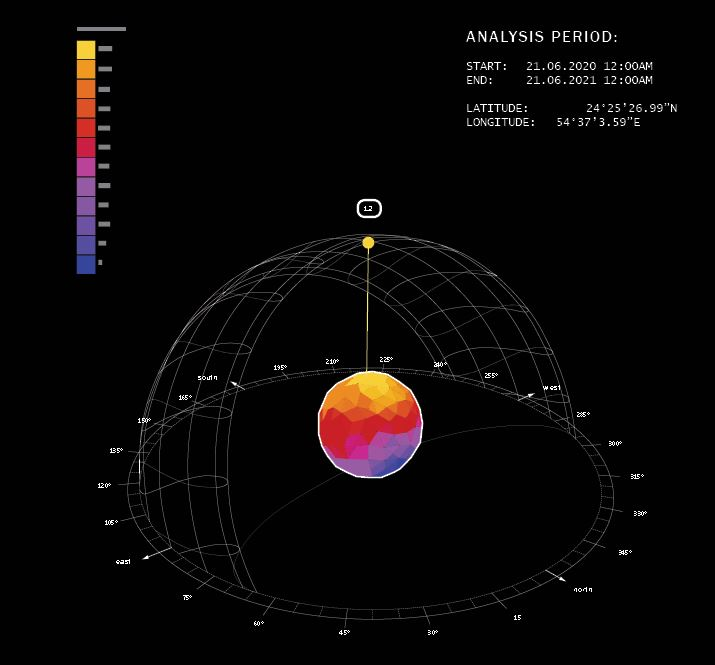 ANALYSIS PERIOD:
START: 21.06.2020 12:00AM
END: 21.06.2021 12:00AM
LATITUDE: 24°25'26.99"N
LONGITUDE: 54°37'3.59"E
12
195° 210° 225° 240° 255°
south
west
165°
150°
285°
135°
300°
120°
315°
105°
330°
345°
east
north
75°
60°
45°
30°
15